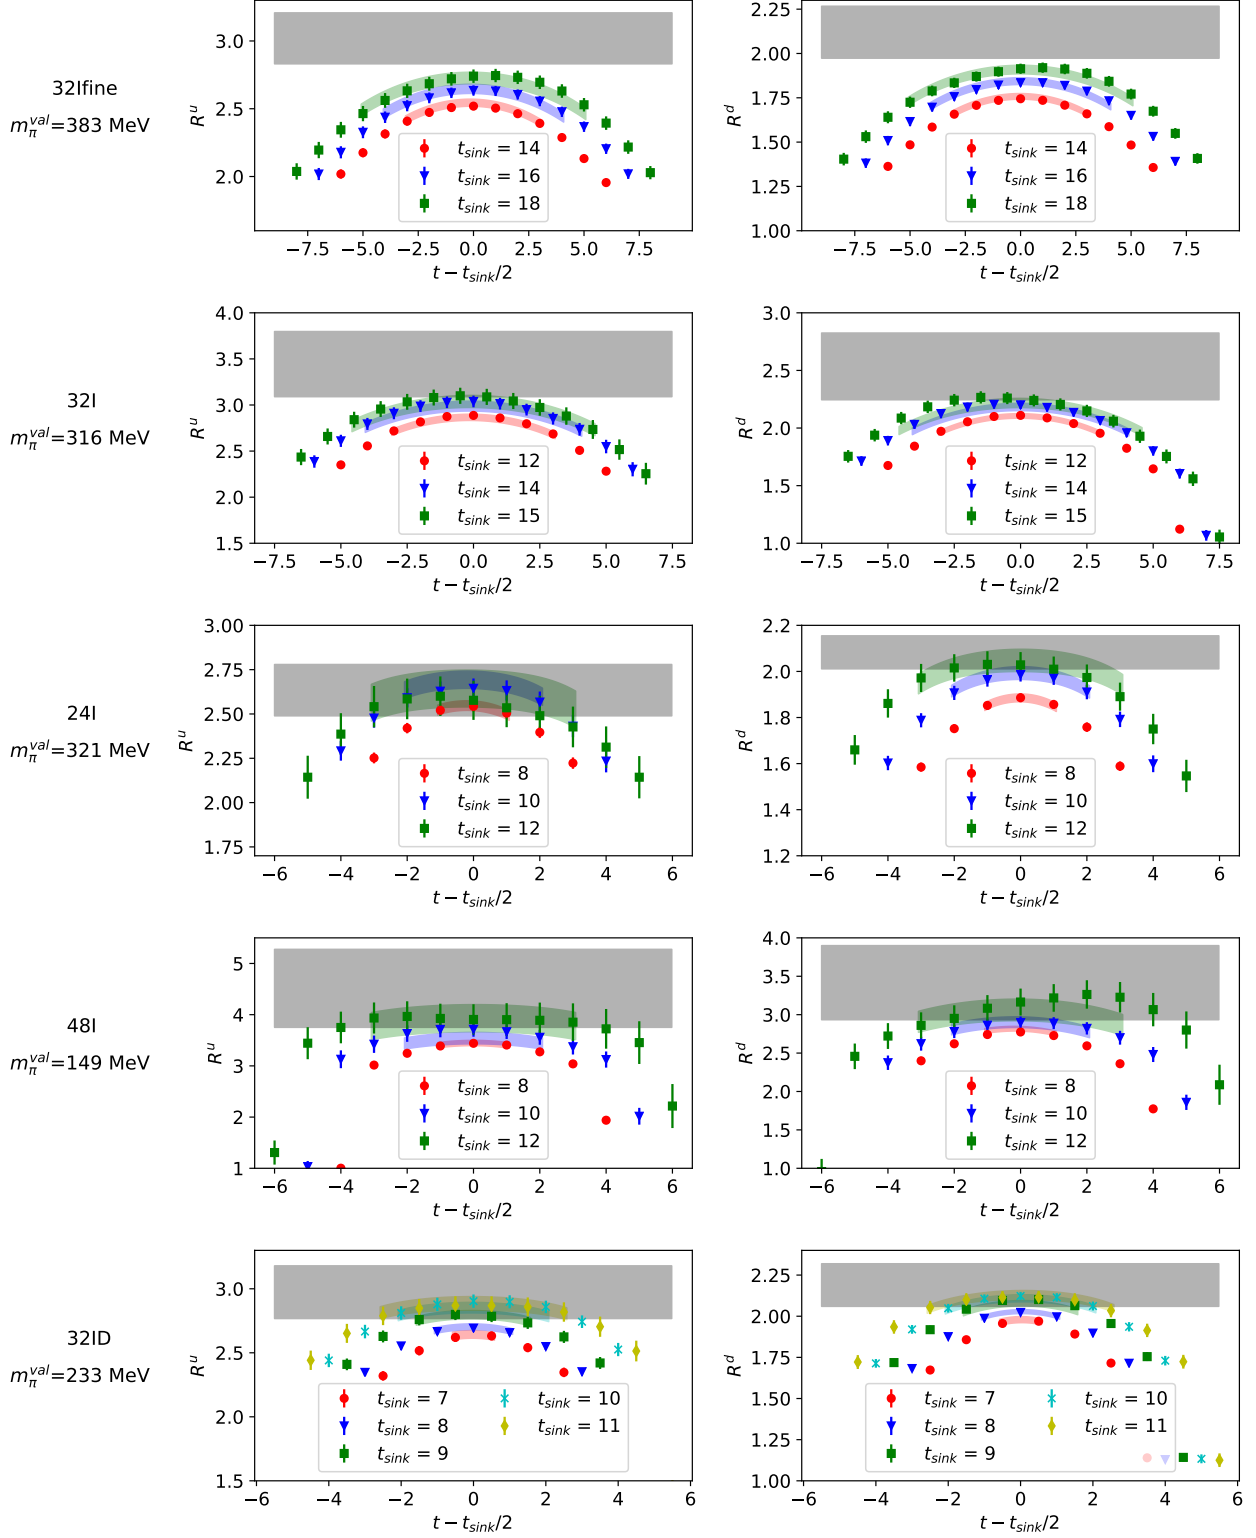 32Ifine
m_π^val=383 MeV
R^u
3.0
2.5
2.0
t_sink = 14
t_sink = 16
t_sink = 18
−7.5 −5.0 −2.5 0.0 2.5 5.0 7.5
t − t_sink/2
R^d
2.25
2.00
1.75
1.50
1.25
1.00
t_sink = 14
t_sink = 16
t_sink = 18
−7.5 −5.0 −2.5 0.0 2.5 5.0 7.5
t − t_sink/2
32I
m_π^val=316 MeV
R^u
4.0
3.5
3.0
2.5
2.0
1.5
t_sink = 12
t_sink = 14
t_sink = 15
−7.5 −5.0 −2.5 0.0 2.5 5.0 7.5
t − t_sink/2
R^d
3.0
2.5
2.0
1.5
1.0
t_sink = 12
t_sink = 14
t_sink = 15
−7.5 −5.0 −2.5 0.0 2.5 5.0 7.5
t − t_sink/2
24I
m_π^val=321 MeV
R^u
3.00
2.75
2.50
2.25
2.00
1.75
t_sink = 8
t_sink = 10
t_sink = 12
−6 −4 −2 0 2 4 6
t − t_sink/2
R^d
2.2
2.0
1.8
1.6
1.4
1.2
t_sink = 8
t_sink = 10
t_sink = 12
−6 −4 −2 0 2 4 6
t − t_sink/2
48I
m_π^val=149 MeV
R^u
5
4
3
2
1
t_sink = 8
t_sink = 10
t_sink = 12
−6 −4 −2 0 2 4 6
t − t_sink/2
R^d
4.0
3.5
3.0
2.5
2.0
1.5
1.0
t_sink = 8
t_sink = 10
t_sink = 12
−6 −4 −2 0 2 4 6
t − t_sink/2
32ID
m_π^val=233 MeV
R^u
3.0
2.5
2.0
1.5
t_sink = 7 t_sink = 10
t_sink = 8 t_sink = 11
t_sink = 9
−6 −4 −2 0 2 4 6
t − t_sink/2
R^d
2.25
2.00
1.75
1.50
1.25
1.00
t_sink = 7 t_sink = 10
t_sink = 8 t_sink = 11
t_sink = 9
−6 −4 −2 0 2 4 6
t − t_sink/2